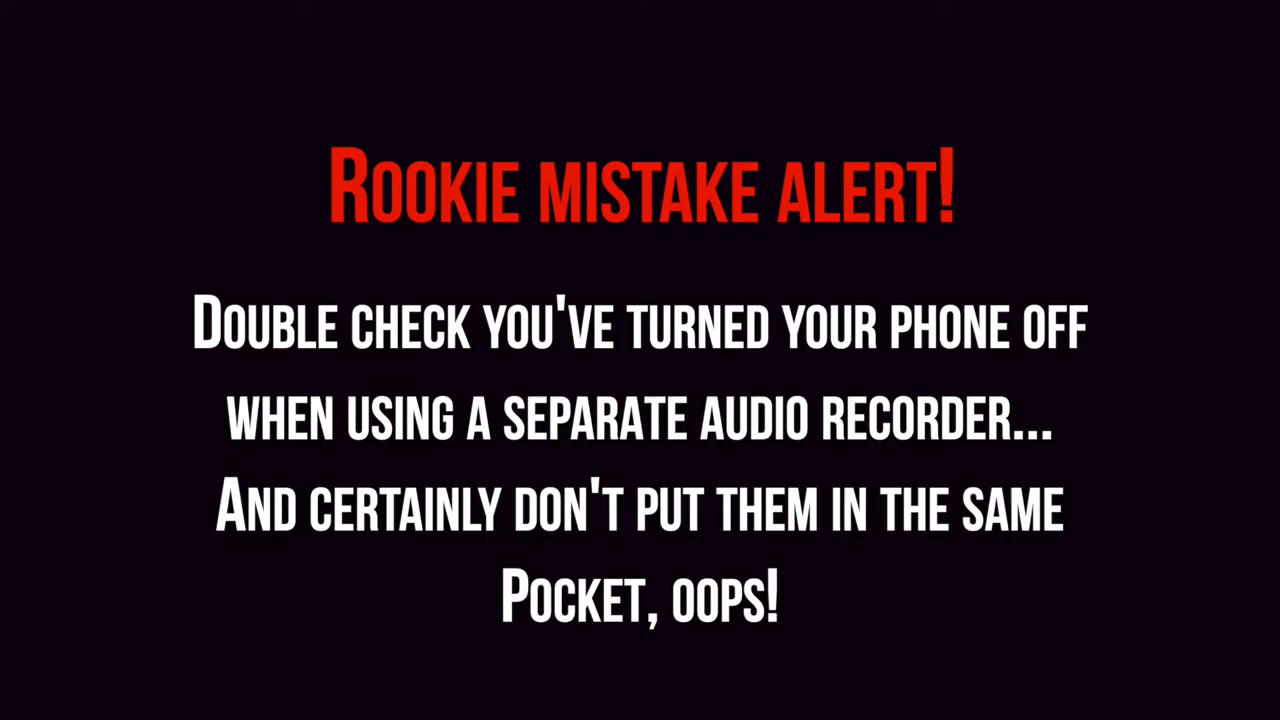 Rookie mistake alert!
Double check you've turned your phone off
when using a separate audio recorder...
And certainly don't put them in the same
Pocket, oops!